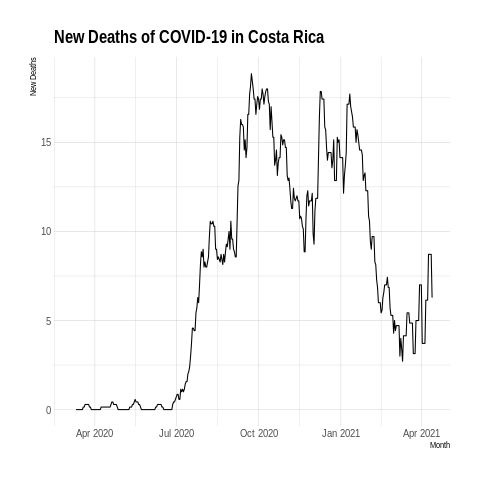 New Deaths of COVID-19 in Costa Rica
New Deaths
15
10
5
0
Apr 2020 Jul 2020 Oct 2020 Jan 2021 Apr 2021
Month